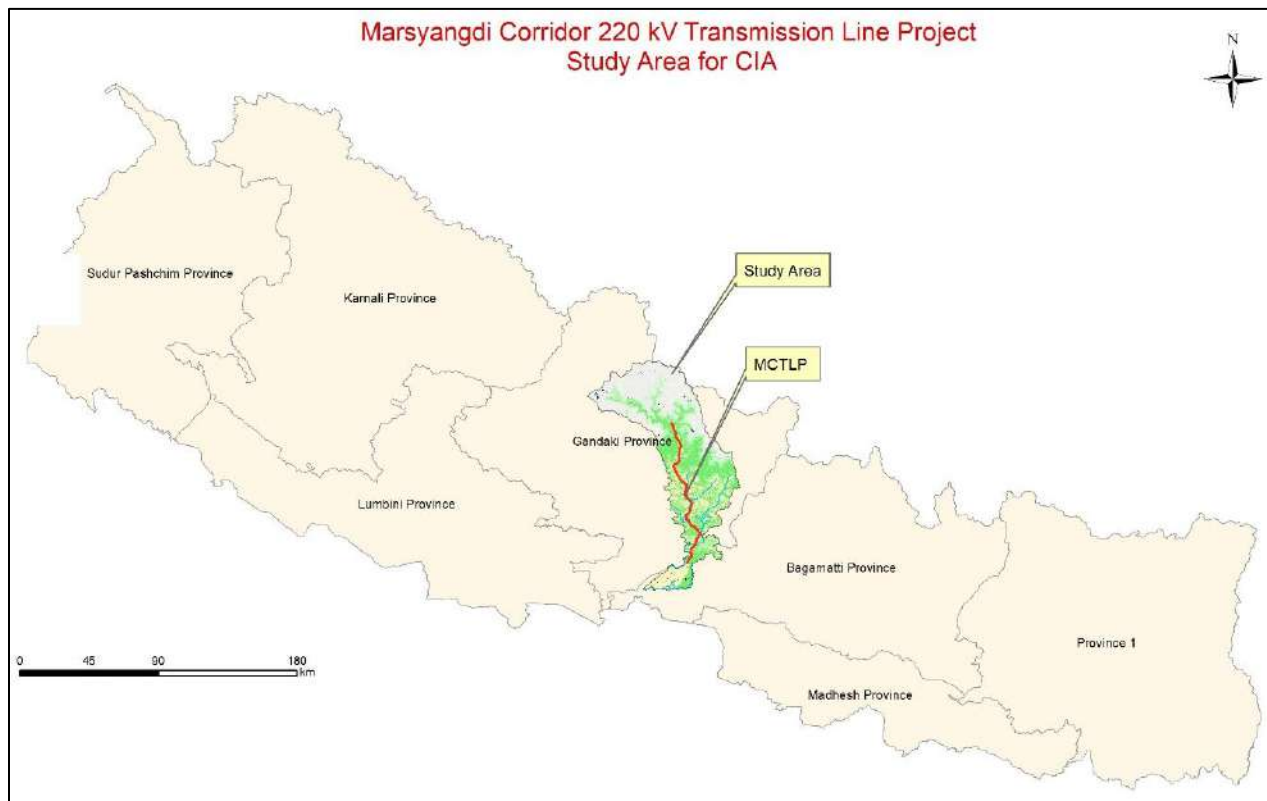 Marsyangdi Corridor 220 kV Transmission Line Project
Study Area for CIA
N
Study Area
Sudur Pashchim Province
Karnali Province
MCTLP
Gandaki Province
Lumbini Province
Bagamatti Province
Province 1
0 45 90 180
km
Madhesh Province